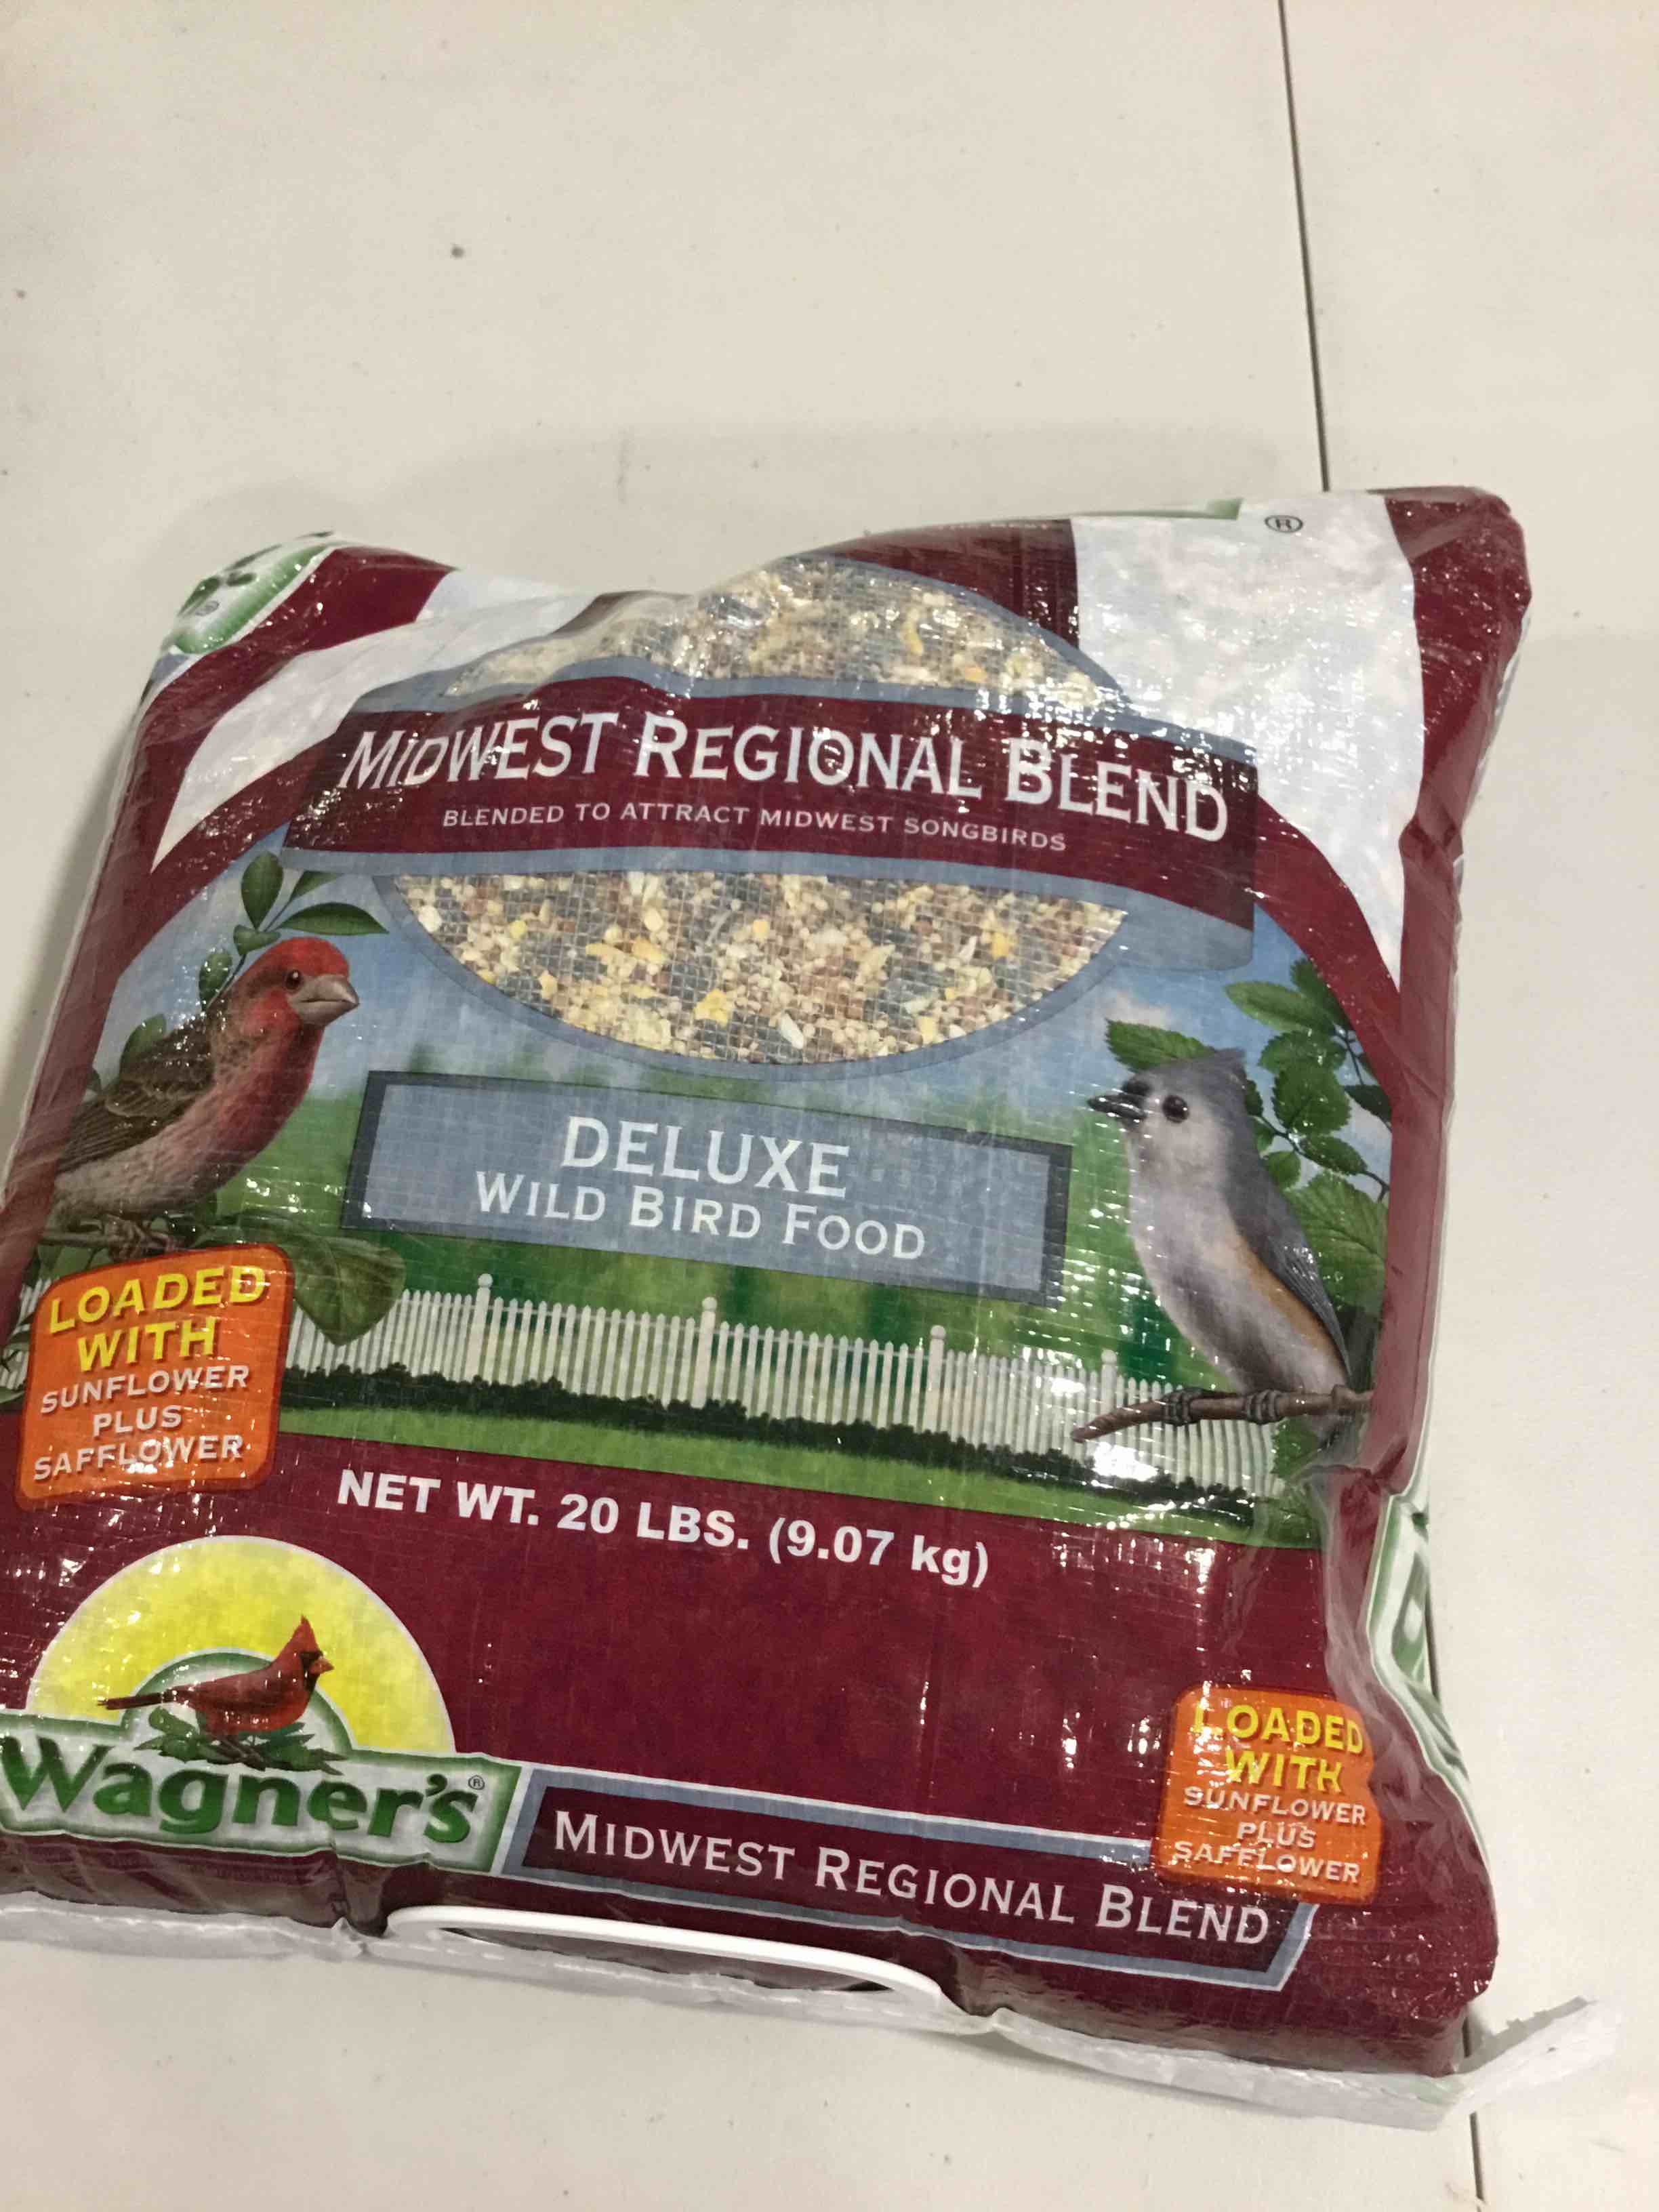 ®
MIDWEST REGIONAL BLEND
BLENDED TO ATTRACT MIDWEST SONGBIRDS
DELUXE
WILD BIRD FOOD
LOADED
WITH
SUNFLOWER
PLUS
SAFFLOWER
NET WT. 20 LBS. (9.07 kg)
Wagner's®
MIDWEST REGIONAL BLEND
LOADED
WITH
SUNFLOWER
PLUS
SAFFLOWER